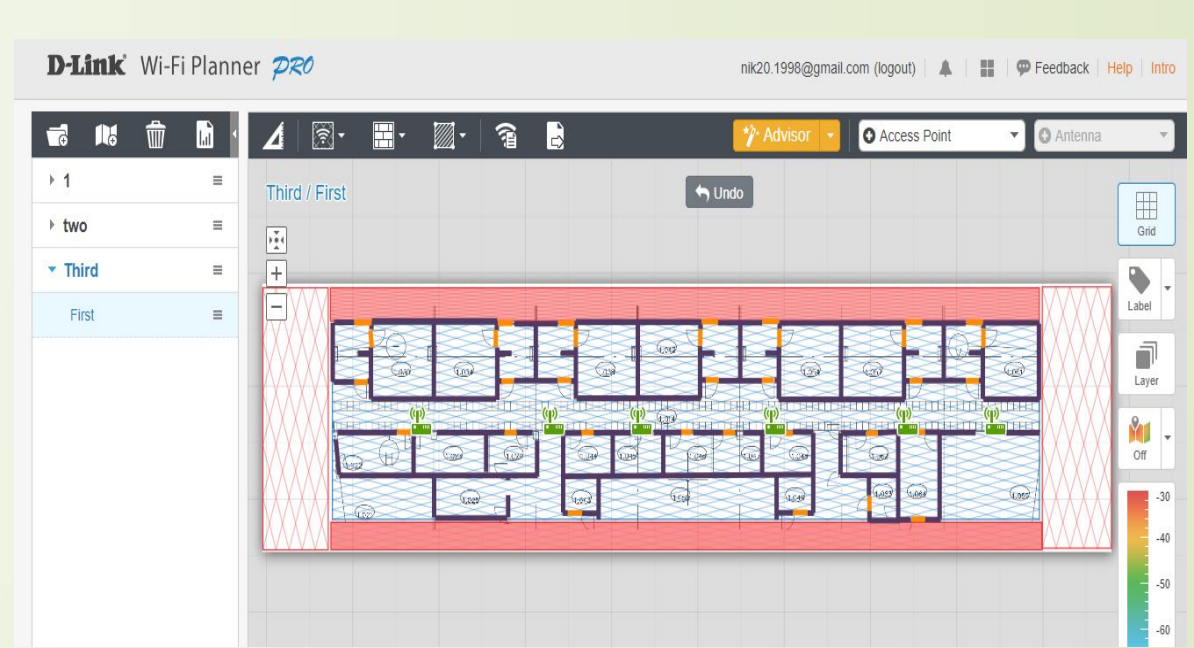 D-Link Wi-Fi Planner PRO
nik20.1998@gmail.com (logout) Feedback Help Intro
Advisor Access Point Antenna
1
two
Third
First
Third / First
Undo
Grid
Label
Layer
Off
-30
-40
-50
-60